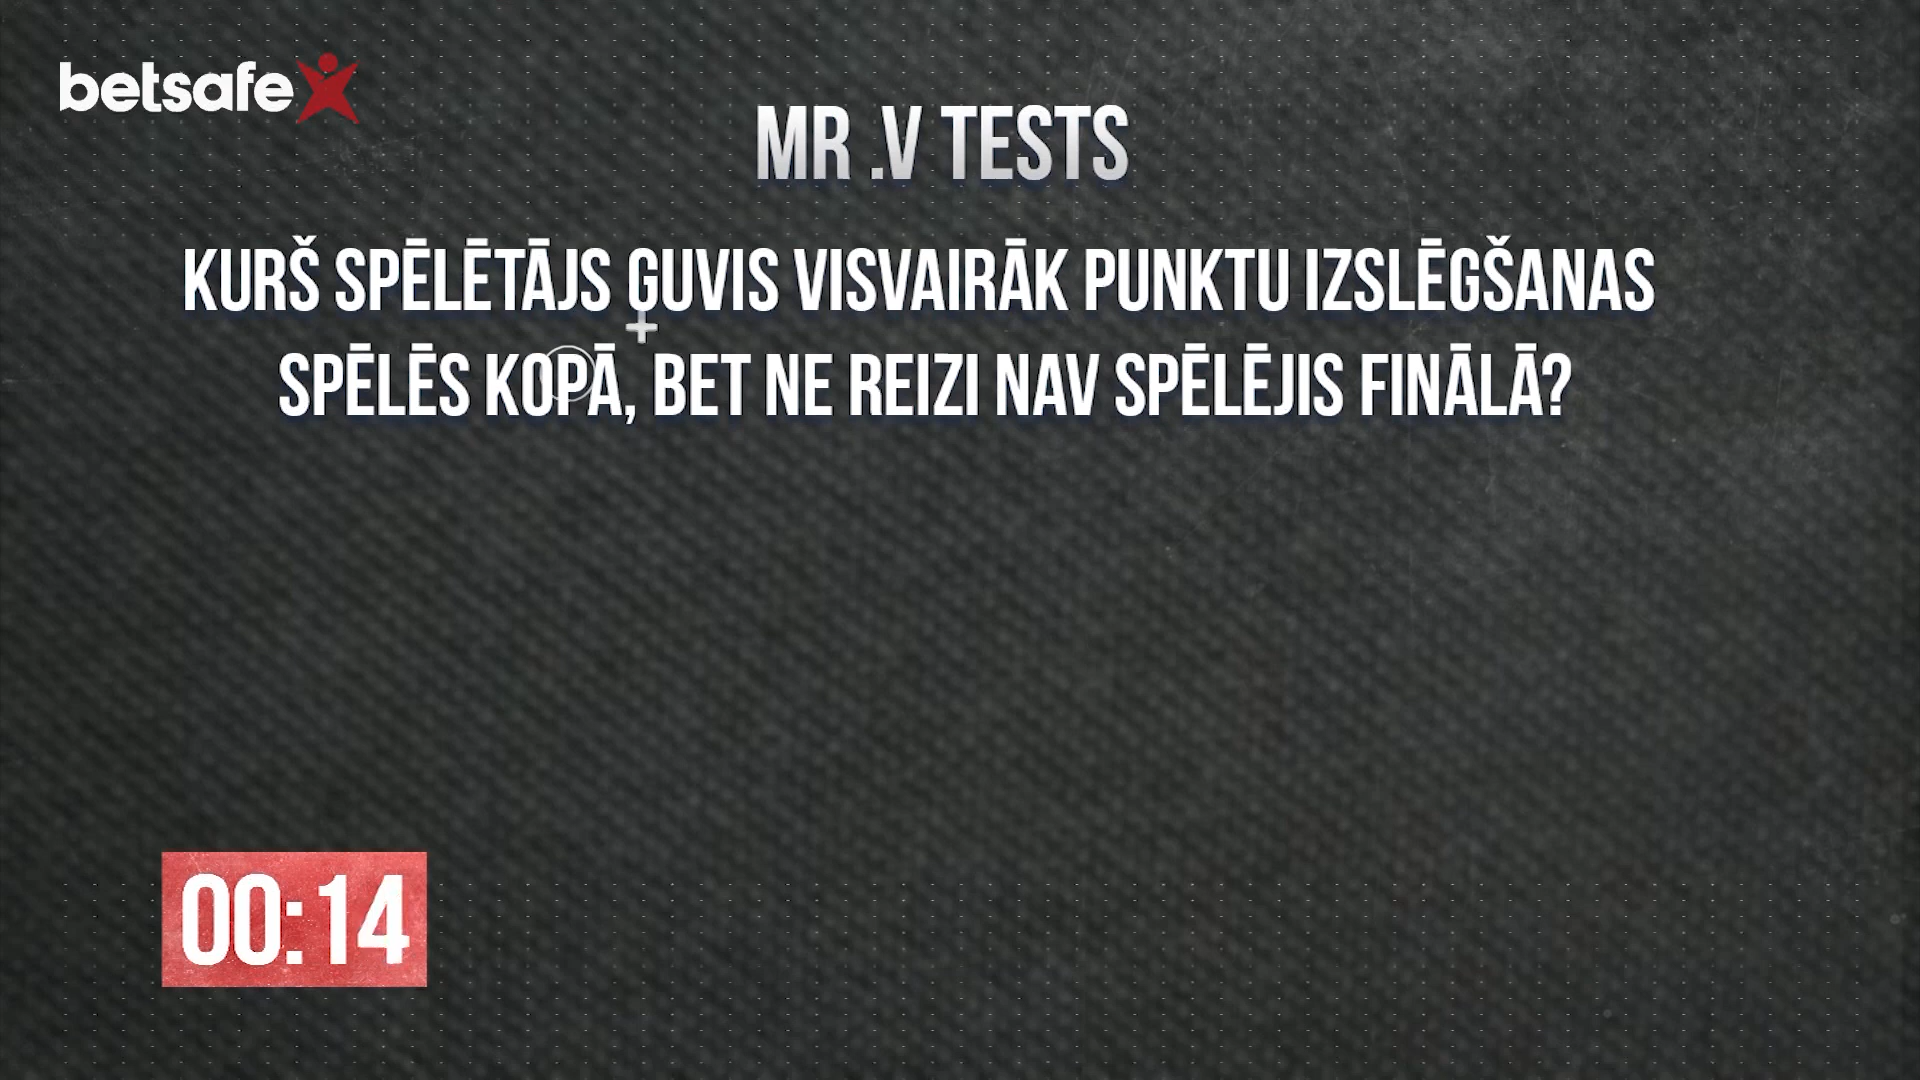 betsafe
MR .V TESTS
KURŠ SPĒLĒTĀJS GUVIS VISVAIRĀK PUNKTU IZSLĒGŠANAS
SPĒLĒS KOPĀ, BET NE REIZI NAV SPĒLĒJIS FINĀLĀ?
00:14